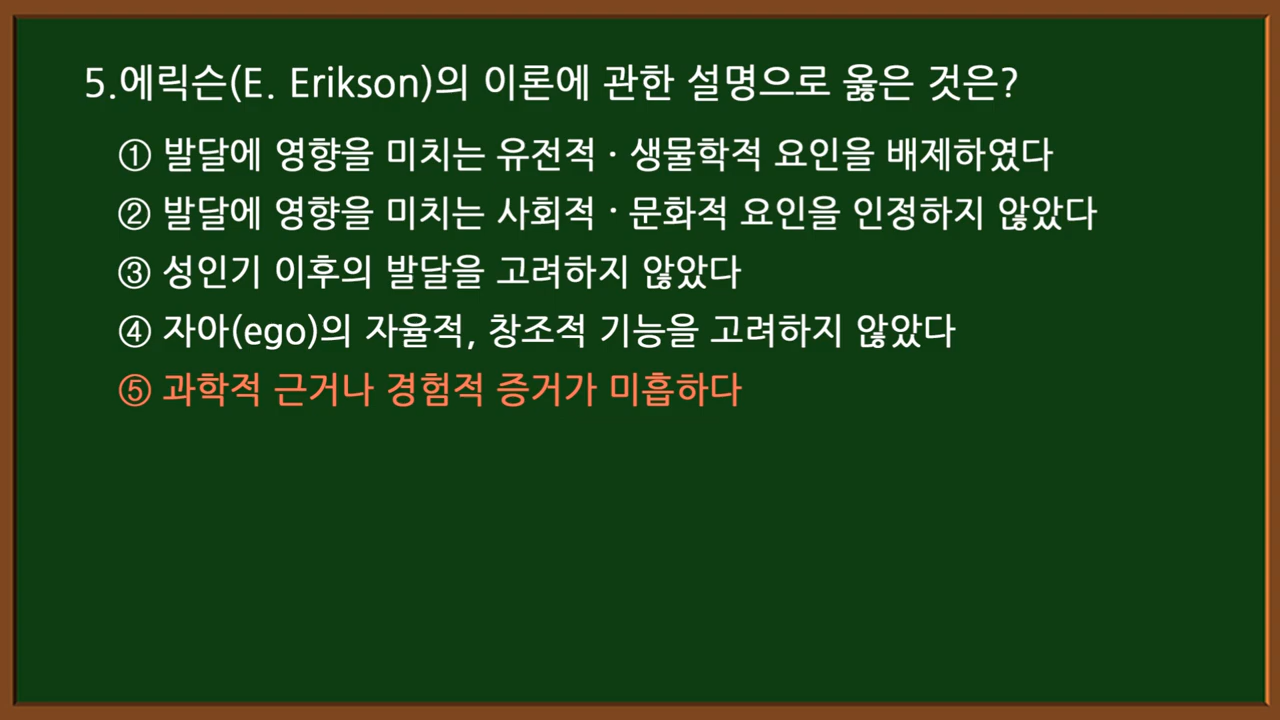 5.에릭슨(E. Erikson)의 이론에 관한 설명으로 옳은 것은?
① 발달에 영향을 미치는 유전적·생물학적 요인을 배제하였다
② 발달에 영향을 미치는 사회적·문화적 요인을 인정하지 않았다
③ 성인기 이후의 발달을 고려하지 않았다
④ 자아(ego)의 자율적, 창조적 기능을 고려하지 않았다
⑤ 과학적 근거나 경험적 증거가 미흡하다